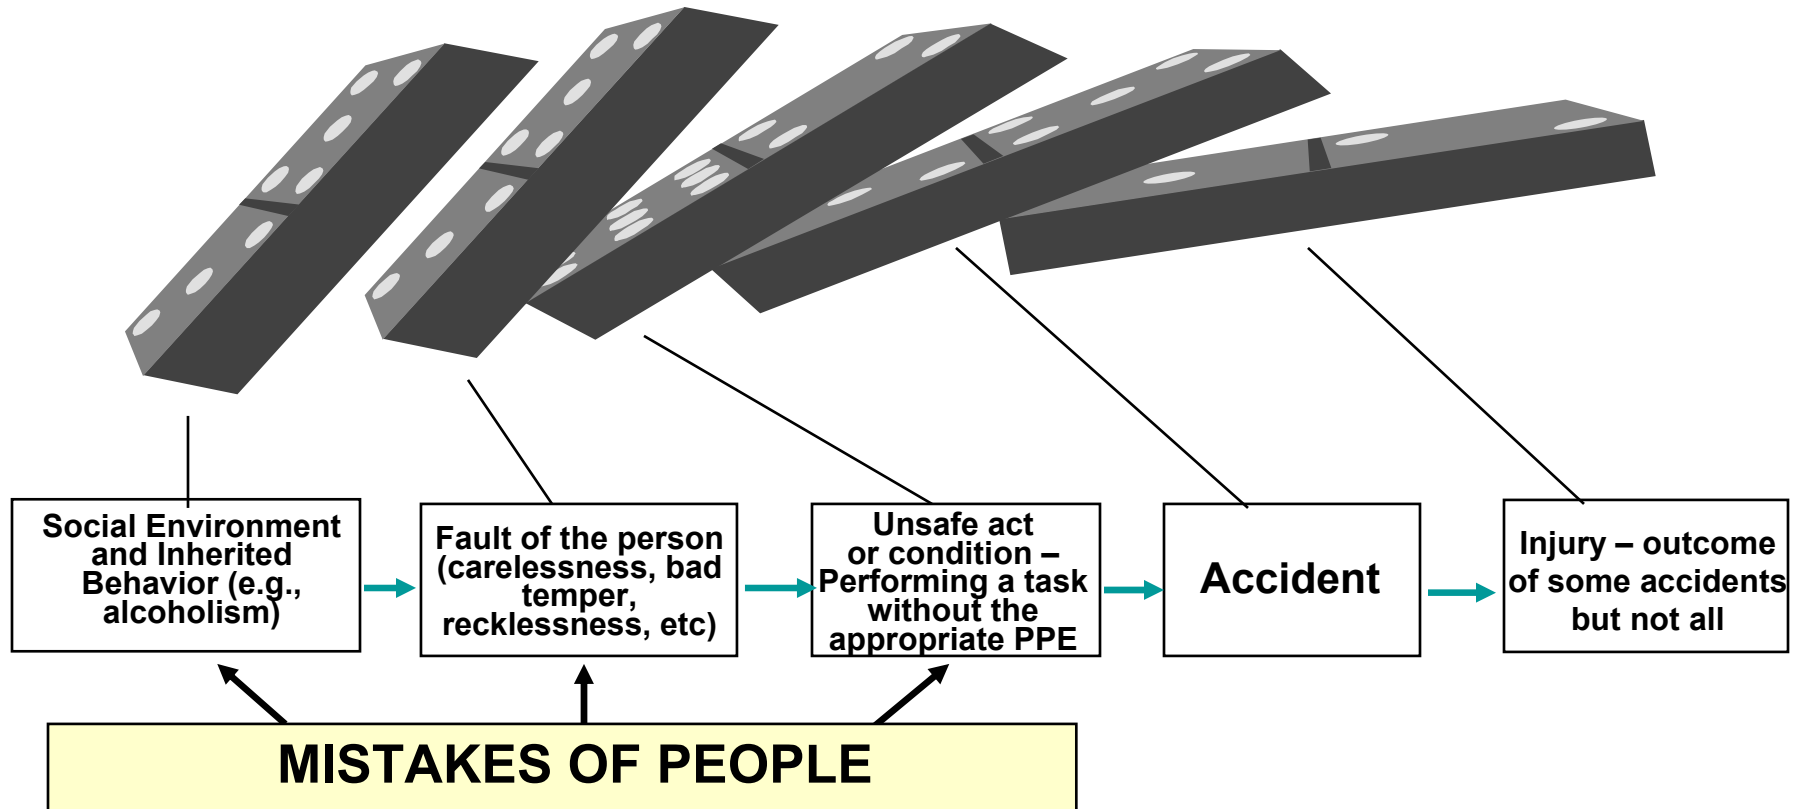 Social Environment
and Inherited
Behavior (e.g.,
alcoholism)
Fault of the person
(carelessness, bad
temper,
recklessness, etc)
Unsafe act
or condition –
Performing a task
without the
appropriate PPE
Accident
Injury – outcome
of some accidents
but not all
MISTAKES OF PEOPLE